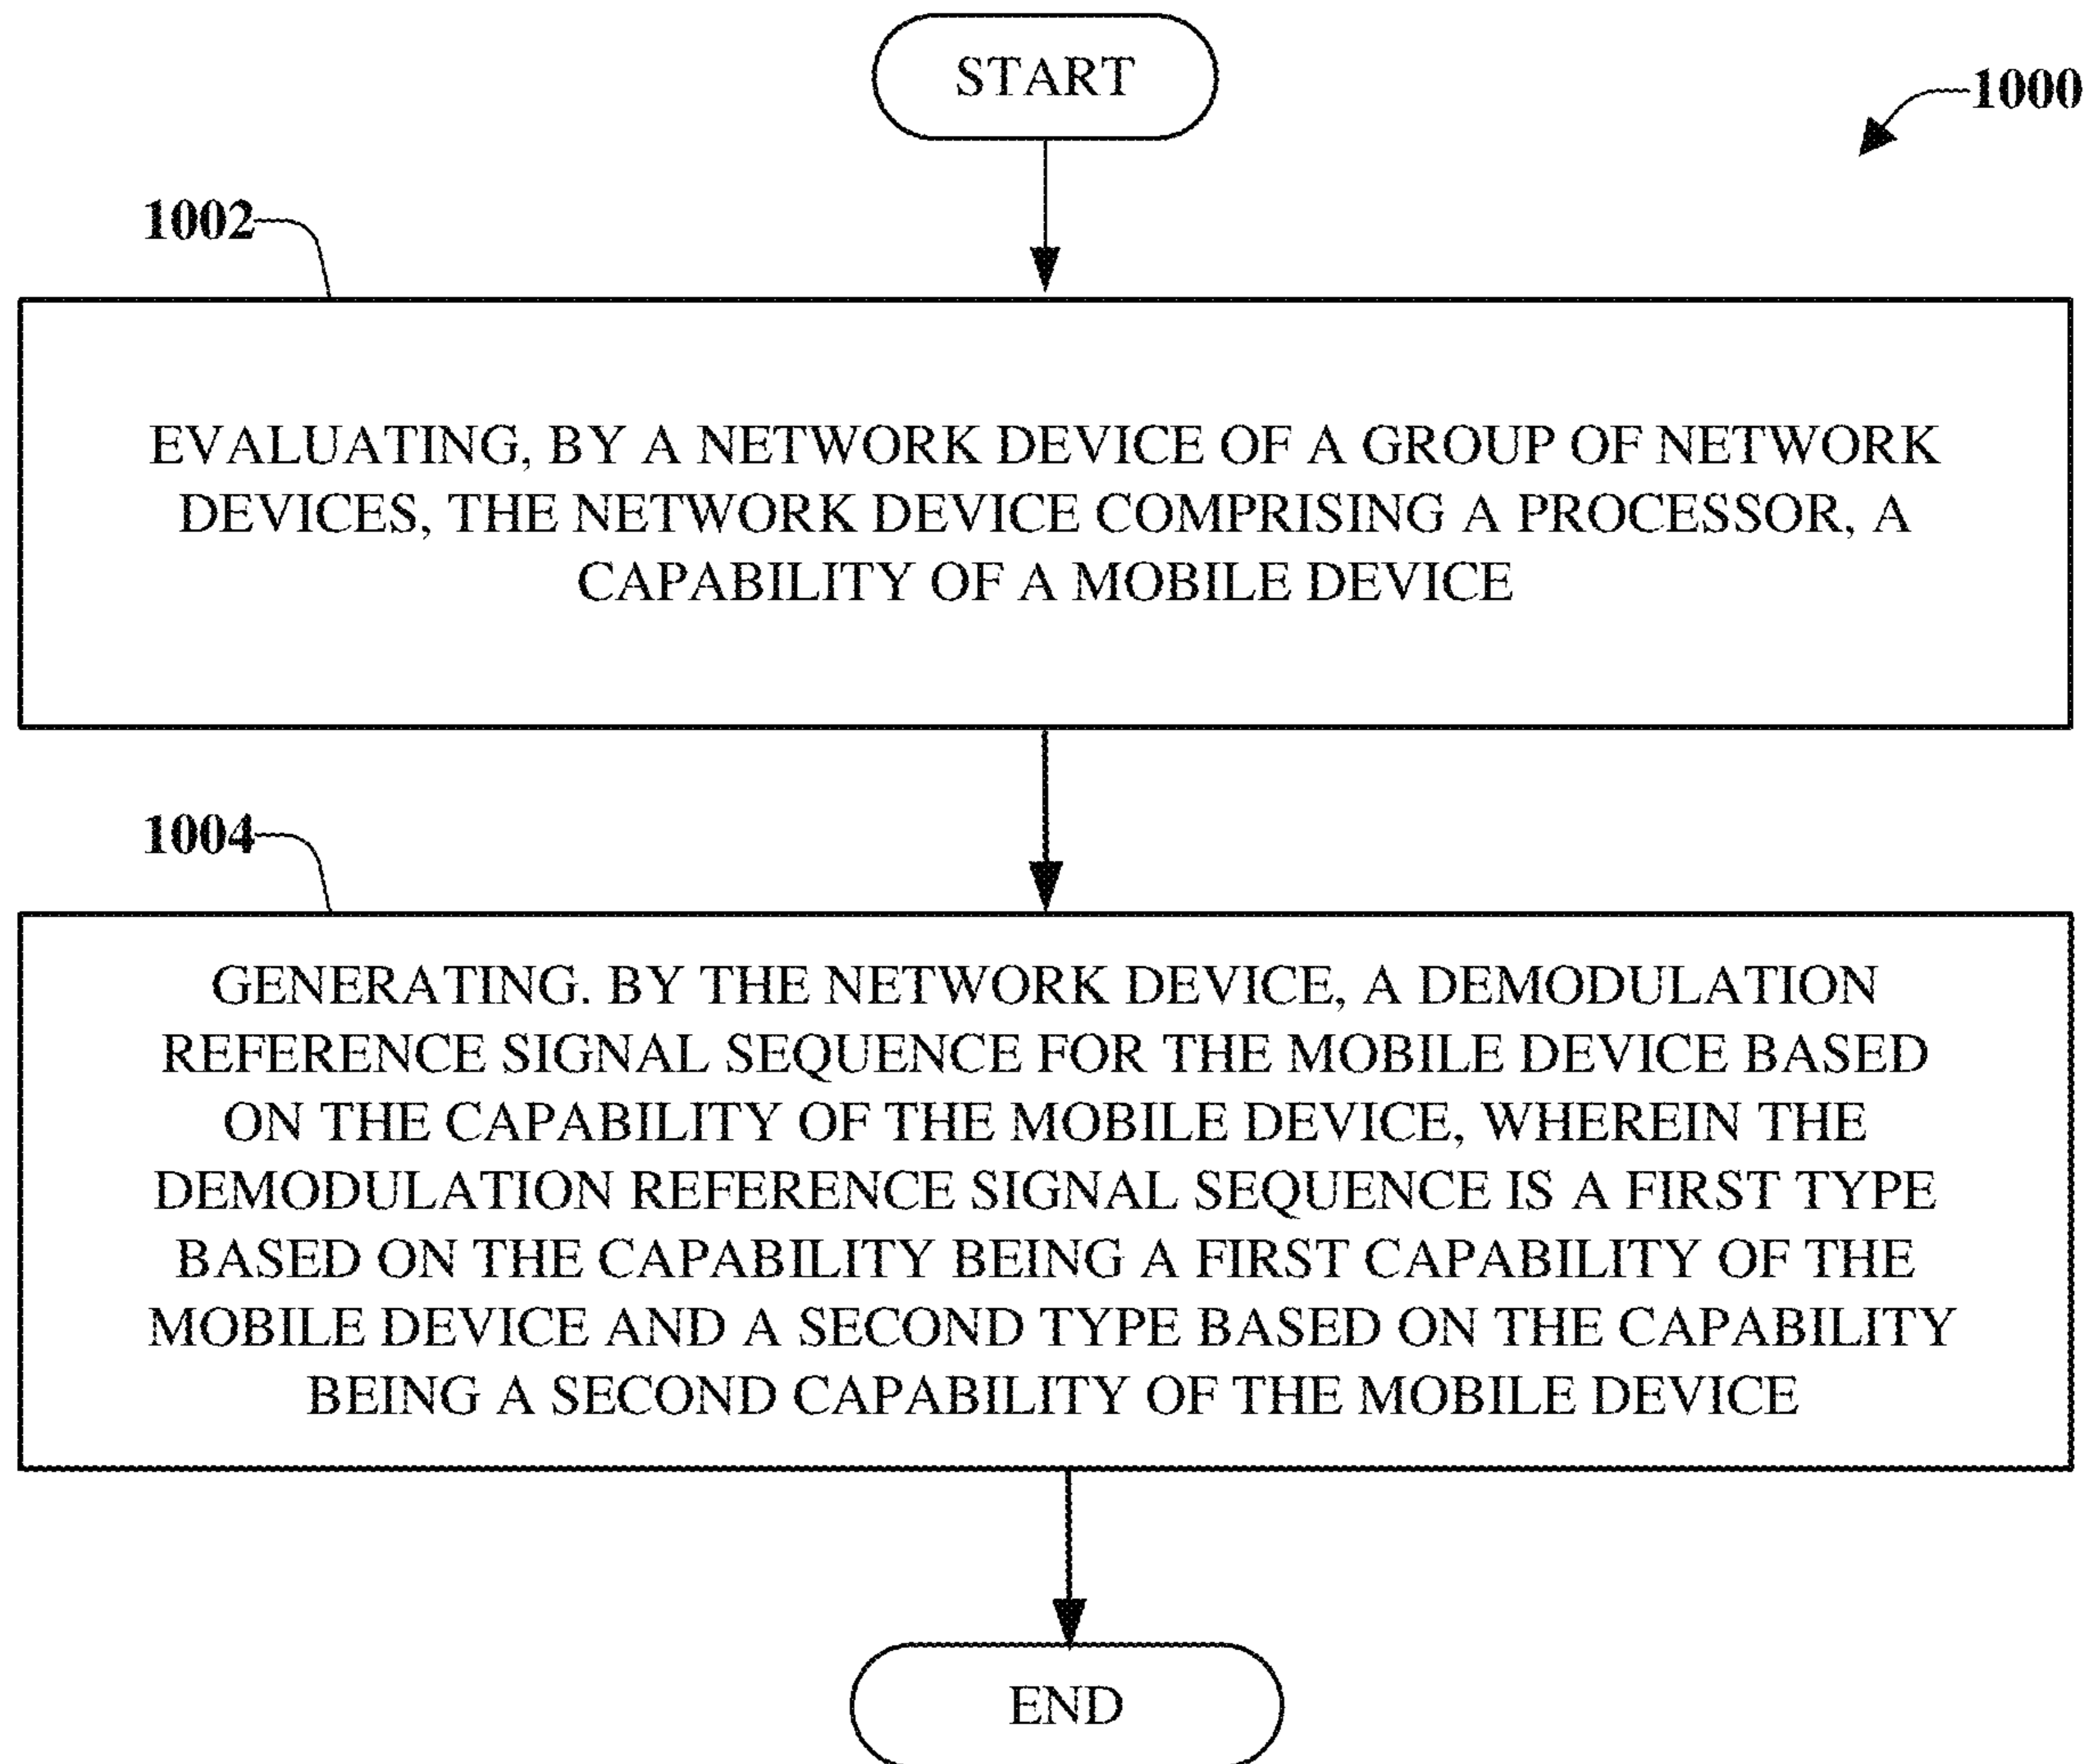 START
1000
1002
EVALUATING, BY A NETWORK DEVICE OF A GROUP OF NETWORK
DEVICES, THE NETWORK DEVICE COMPRISING A PROCESSOR, A
CAPABILITY OF A MOBILE DEVICE
1004
GENERATING. BY THE NETWORK DEVICE, A DEMODULATION
REFERENCE SIGNAL SEQUENCE FOR THE MOBILE DEVICE BASED
ON THE CAPABILITY OF THE MOBILE DEVICE, WHEREIN THE
DEMODULATION REFERENCE SIGNAL SEQUENCE IS A FIRST TYPE
BASED ON THE CAPABILITY BEING A FIRST CAPABILITY OF THE
MOBILE DEVICE AND A SECOND TYPE BASED ON THE CAPABILITY
BEING A SECOND CAPABILITY OF THE MOBILE DEVICE
END